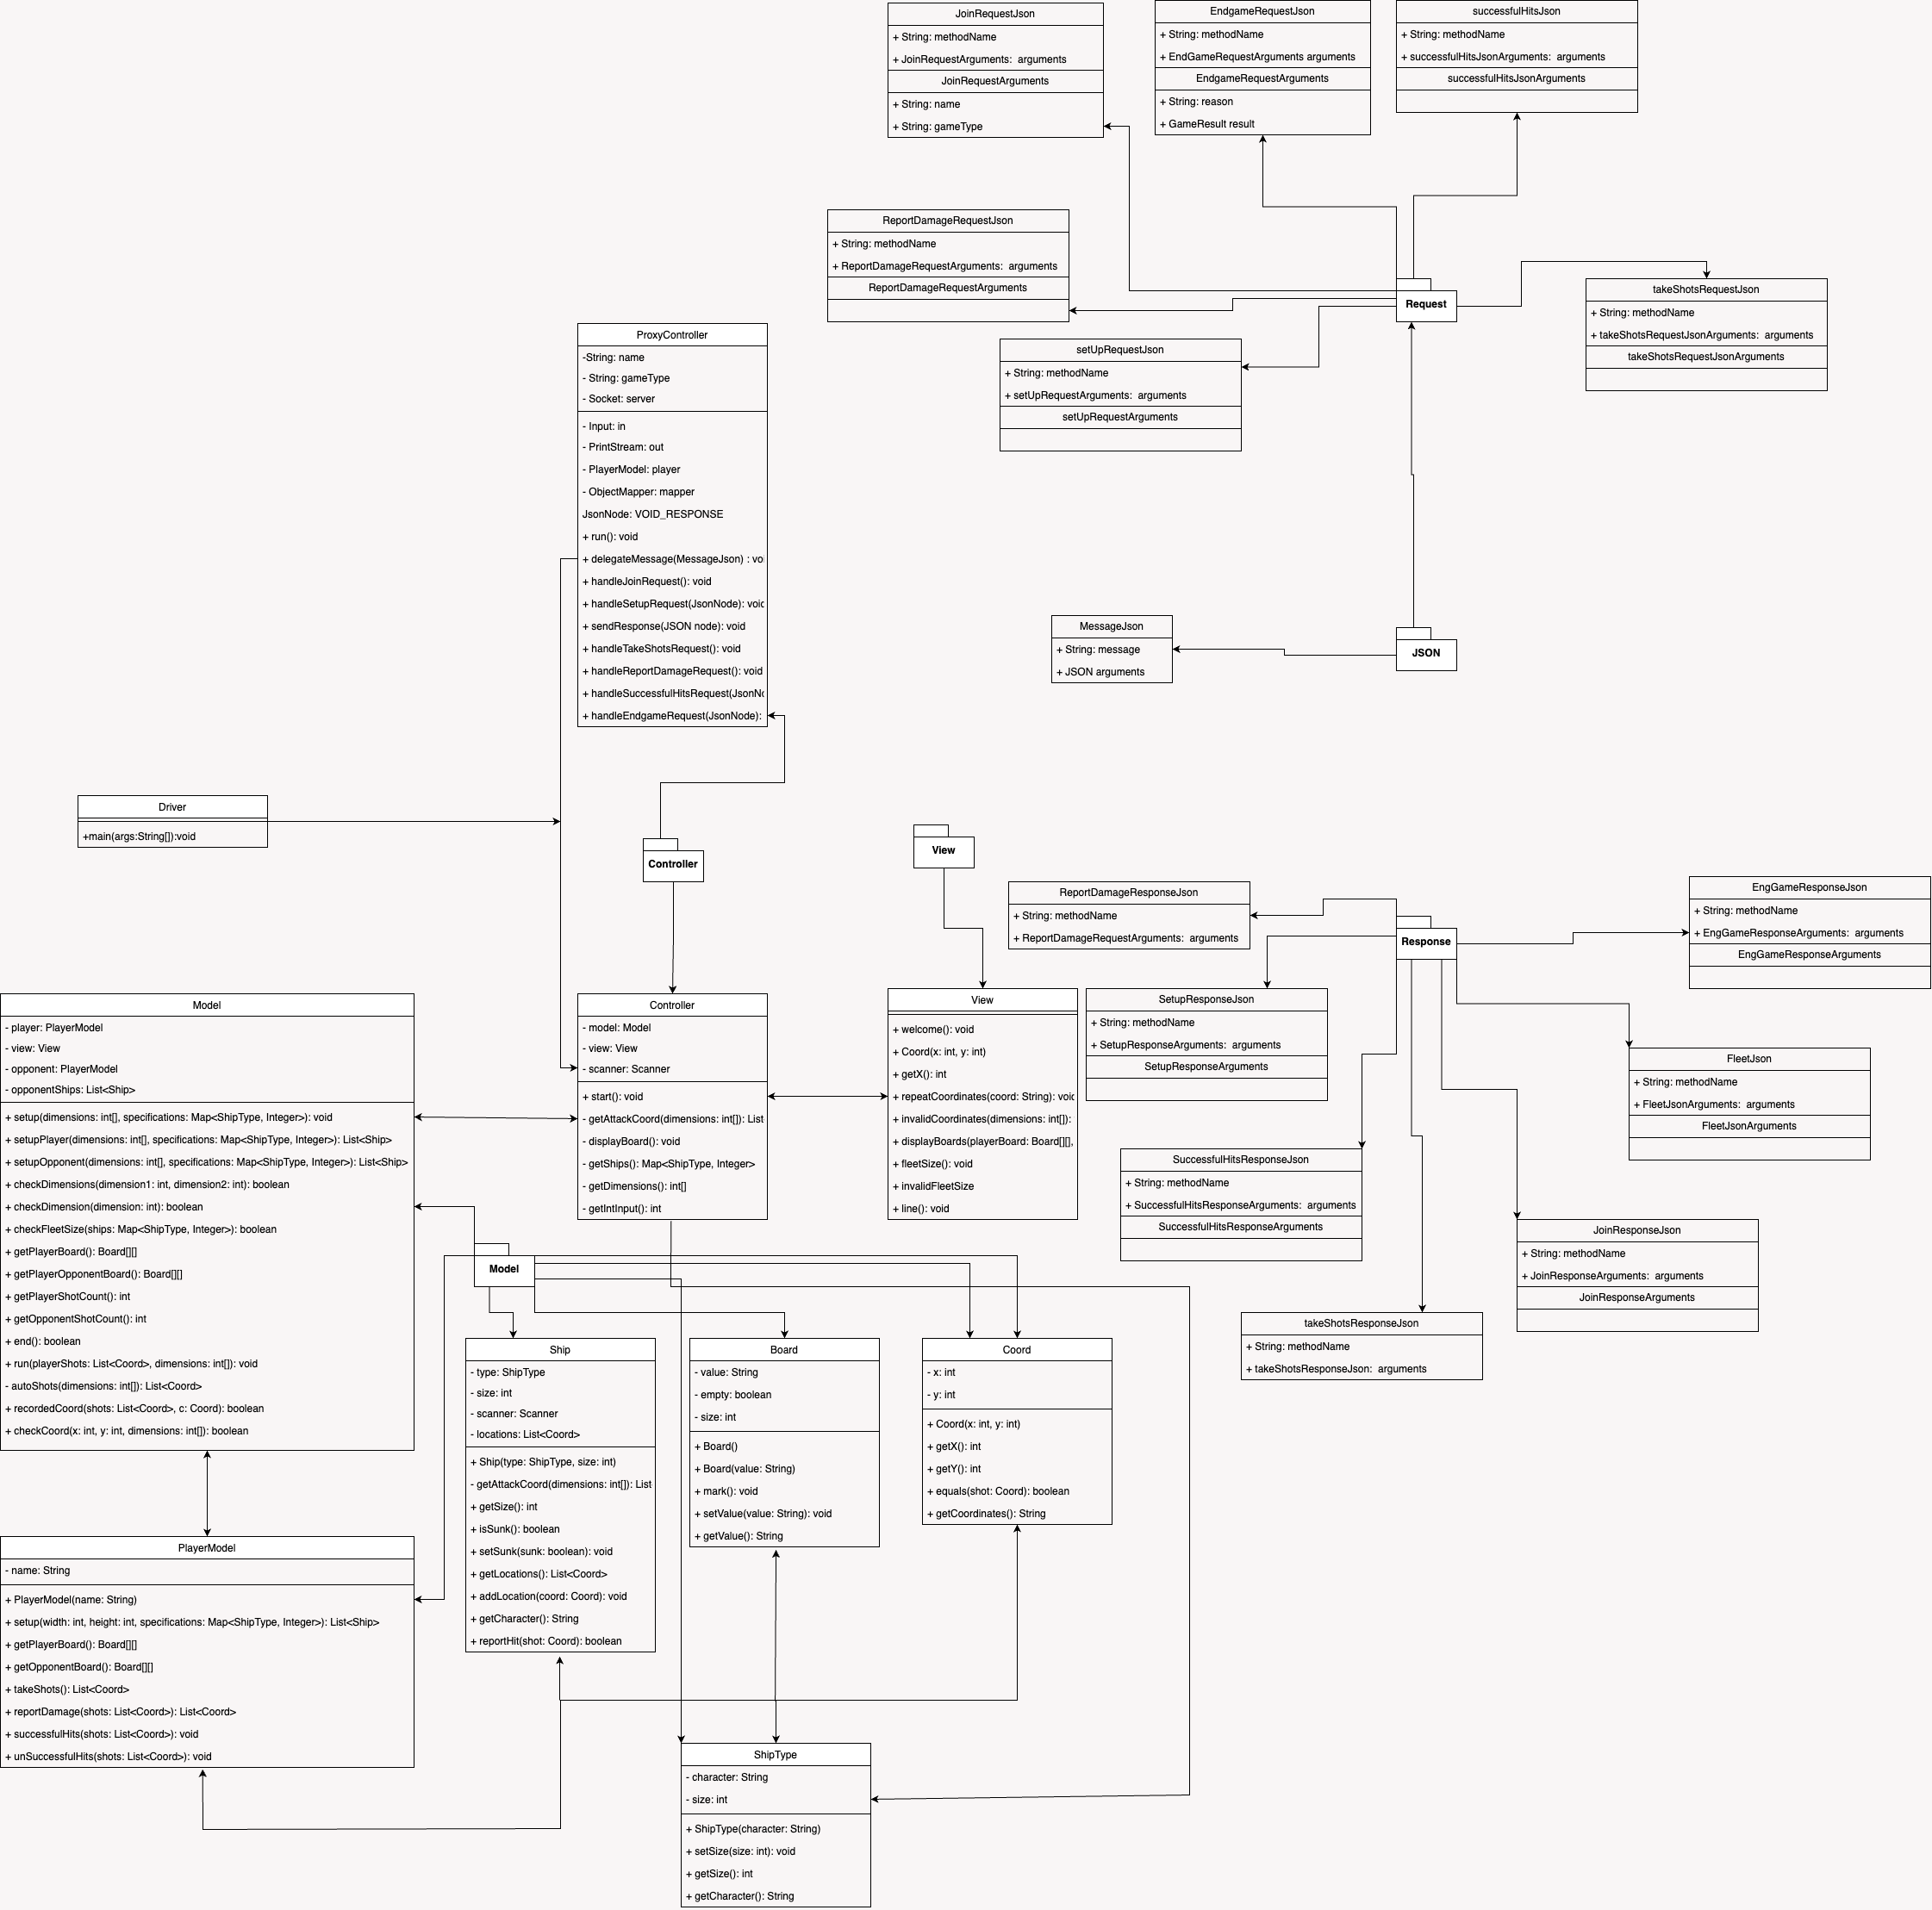 JoinRequestJson
+ String: methodName
+ JoinRequestArguments:  arguments
JoinRequestArguments
+ String: name
+ String: gameType
EndgameRequestJson
+ String: methodName
+ EndGameRequestArguments arguments
EndgameRequestArguments
+ String: reason
+ GameResult result
successfulHitsJson
+ String: methodName
+ successfulHitsJsonArguments:  arguments
successfulHitsJsonArguments
ReportDamageRequestJson
+ String: methodName
+ ReportDamageRequestArguments:  arguments
ReportDamageRequestArguments
Request
takeShotsRequestJson
+ String: methodName
+ takeShotsRequestJsonArguments:  arguments
takeShotsRequestJsonArguments
setUpRequestJson
+ String: methodName
+ setUpRequestArguments:  arguments
setUpRequestArguments
ProxyController
-String: name
- String: gameType
- Socket: server
- Input: in
- PrintStream: out
- PlayerModel: player
- ObjectMapper: mapper
JsonNode: VOID_RESPONSE
+ run(): void
+ delegateMessage(MessageJson) : vo
+ handleJoinRequest(): void
+ handleSetupRequest(JsonNode): void
+ sendResponse(JSON node): void
+ handleTakeShotsRequest(): void
+ handleReportDamageRequest(): void
+ handleSuccessfulHitsRequest(JsonNo
+ handleEndgameRequest(JsonNode):
MessageJson
+ String: message
+ JSON arguments
JSON
Driver
+main(args:String[]):void
Controller
View
ReportDamageResponseJson
+ String: methodName
+ ReportDamageRequestArguments:  arguments
Response
EngGameResponseJson
+ String: methodName
+ EngGameResponseArguments:  arguments
EngGameResponseArguments
Model
- player: PlayerModel
- view: View
- opponent: PlayerModel
- opponentShips: List<Ship>
+ setup(dimensions: int[], specifications: Map<ShipType, Integer>): void
+ setupPlayer(dimensions: int[], specifications: Map<ShipType, Integer>): List<Ship>
+ setupOpponent(dimensions: int[], specifications: Map<ShipType, Integer>): List<Ship>
+ checkDimensions(dimension1: int, dimension2: int): boolean
+ checkDimension(dimension: int): boolean
+ checkFleetSize(ships: Map<ShipType, Integer>): boolean
+ getPlayerBoard(): Board[][]
+ getPlayerOpponentBoard(): Board[][]
+ getPlayerShotCount(): int
+ getOpponentShotCount(): int
+ end(): boolean
+ run(playerShots: List<Coord>, dimensions: int[]): void
- autoShots(dimensions: int[]): List<Coord>
+ recordedCoord(shots: List<Coord>, c: Coord): boolean
+ checkCoord(x: int, y: int, dimensions: int[]): boolean
Controller
- model: Model
- view: View
- scanner: Scanner
+ start(): void
- getAttackCoord(dimensions: int[]): List
- displayBoard(): void
- getShips(): Map<ShipType, Integer>
- getDimensions(): int[]
- getIntInput(): int
View
+ welcome(): void
+ Coord(x: int, y: int)
+ getX(): int
+ repeatCoordinates(coord: String): void
+ invalidCoordinates(dimensions: int[]):
+ displayBoards(playerBoard: Board[][],
+ fleetSize(): void
+ invalidFleetSize
+ line(): void
SetupResponseJson
+ String: methodName
+ SetupResponseArguments:  arguments
SetupResponseArguments
FleetJson
+ String: methodName
+ FleetJsonArguments:  arguments
FleetJsonArguments
SuccessfulHitsResponseJson
+ String: methodName
+ SuccessfulHitsResponseArguments: arguments
SuccessfulHitsResponseArguments
JoinResponseJson
+ String: methodName
+ JoinResponseArguments:  arguments
JoinResponseArguments
takeShotsResponseJson
+ String: methodName
+ takeShotsResponseJson:  arguments
Model
Ship
- type: ShipType
- size: int
- scanner: Scanner
- locations: List<Coord>
+ Ship(type: ShipType, size: int)
- getAttackCoord(dimensions: int[]): List
+ getSize(): int
+ isSunk(): boolean
+ setSunk(sunk: boolean): void
+ getLocations(): List<Coord>
+ addLocation(coord: Coord): void
+ getCharacter(): String
+ reportHit(shot: Coord): boolean
Board
- value: String
- empty: boolean
- size: int
+ Board()
+ Board(value: String)
+ mark(): void
+ setValue(value: String): void
+ getValue(): String
Coord
- x: int
- y: int
+ Coord(x: int, y: int)
+ getX(): int
+ getY(): int
+ equals(shot: Coord): boolean
+ getCoordinates(): String
PlayerModel
- name: String
+ PlayerModel(name: String)
+ setup(width: int, height: int, specifications: Map<ShipType, Integer>): List<Ship>
+ getPlayerBoard(): Board[][]
+ getOpponentBoard(): Board[][]
+ takeShots(): List<Coord>
+ reportDamage(shots: List<Coord>): List<Coord>
+ successfulHits(shots: List<Coord>): void
+ unSuccessfulHits(shots: List<Coord>): void
ShipType
- character: String
- size: int
+ ShipType(character: String)
+ setSize(size: int): void
+ getSize(): int
+ getCharacter(): String